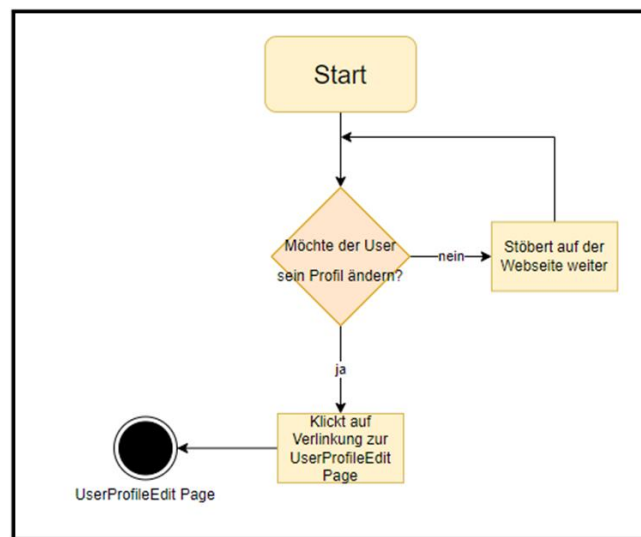 Start
Möchte der User
sein Profil ändern?
nein
Stöbert auf der
Webseite weiter
ja
Klickt auf
Verlinkung zur
UserProfileEdit
Page
UserProfileEdit Page